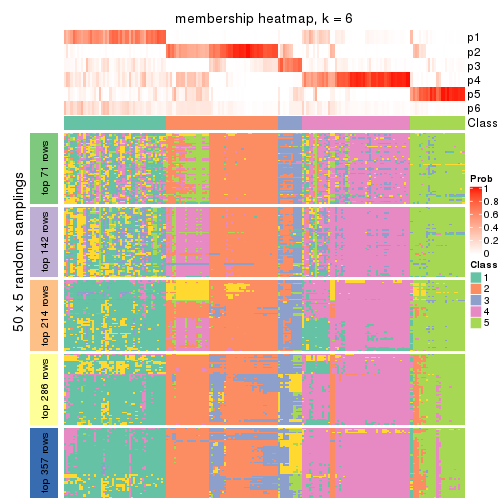 membership heatmap, k = 6
p1
p2
p3
p4
p5
p6
Class
50 x 5 random samplings
top 71 rows
top 142 rows
top 214 rows
top 286 rows
top 357 rows
Prob
1
0.8
0.6
0.4
0.2
0
Class
1
2
3
4
5